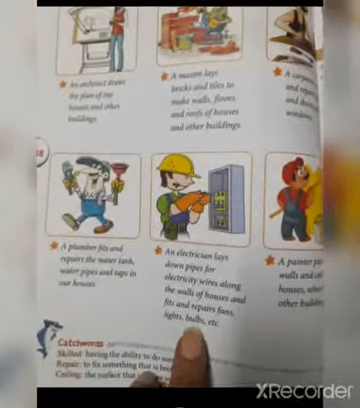 An architect draws
the plan of our
houses and other
buildings.
A mason lays
bricks and tiles to
make walls, floors
and roofs of houses
and other buildings.
A carpenter
and repairs
and doors
windows
A plumber fits and
repairs the water tank,
water pipes and taps in
our houses
An electrician lays
down pipes for
electricity wires along
the walls of houses and
fits and repairs fans,
lights, bulbs, etc.
A painter
walls and
houses,
other
Catchwords
Skilled: having the ability to do
Repair: to fix something that is
Ceiling: the surface that
XRecorder